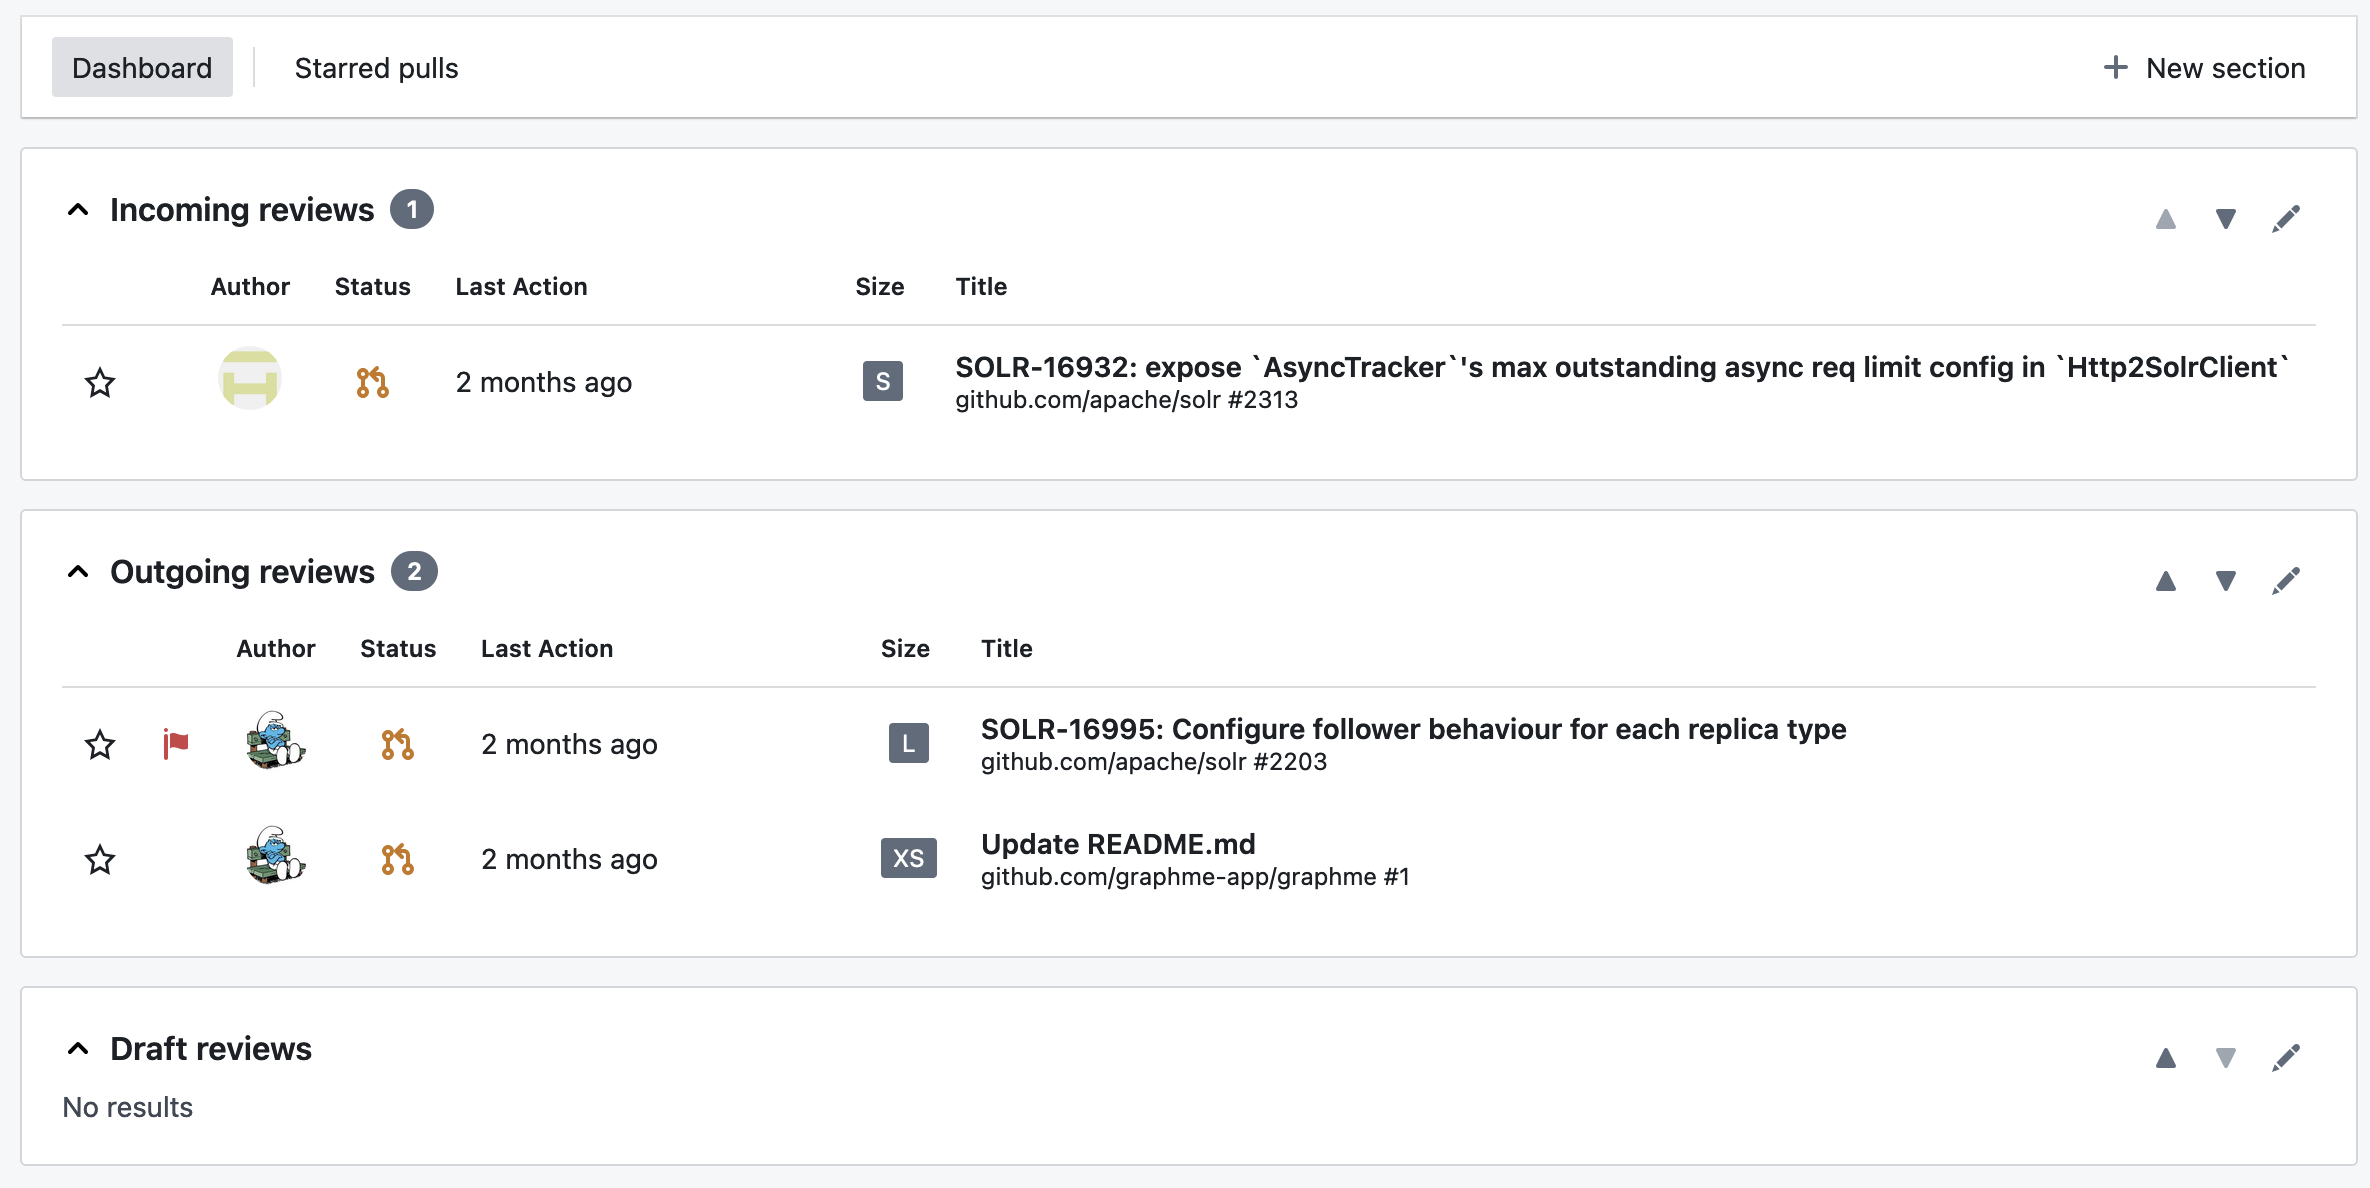 Dashboard
Starred pulls
New section
Incoming reviews 1
Author Status Last Action Size Title
2 months ago S SOLR-16932: expose `AsyncTracker`'s max outstanding async req limit config in `Http2SolrClient`
github.com/apache/solr #2313
Outgoing reviews 2
Author Status Last Action Size Title
2 months ago L SOLR-16995: Configure follower behaviour for each replica type
github.com/apache/solr #2203
2 months ago XS Update README.md
github.com/graphme-app/graphme #1
Draft reviews
No results